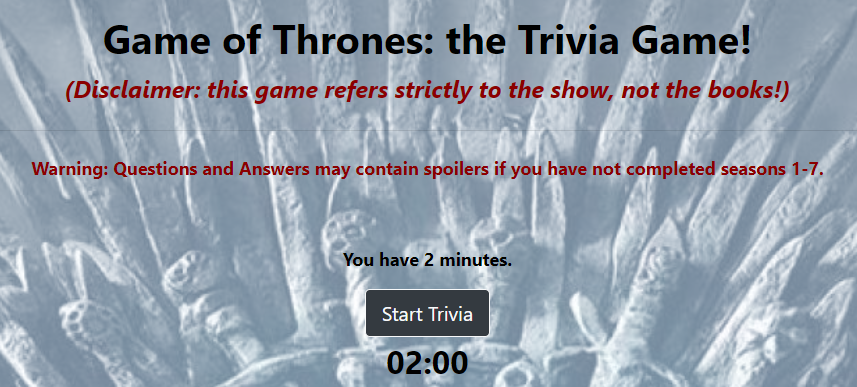 Game of Thrones: the Trivia Game!
(Disclaimer: this game refers strictly to the show, not the books!)
Warning: Questions and Answers may contain spoilers if you have not completed seasons 1-7.
You have 2 minutes.
Start Trivia
02:00